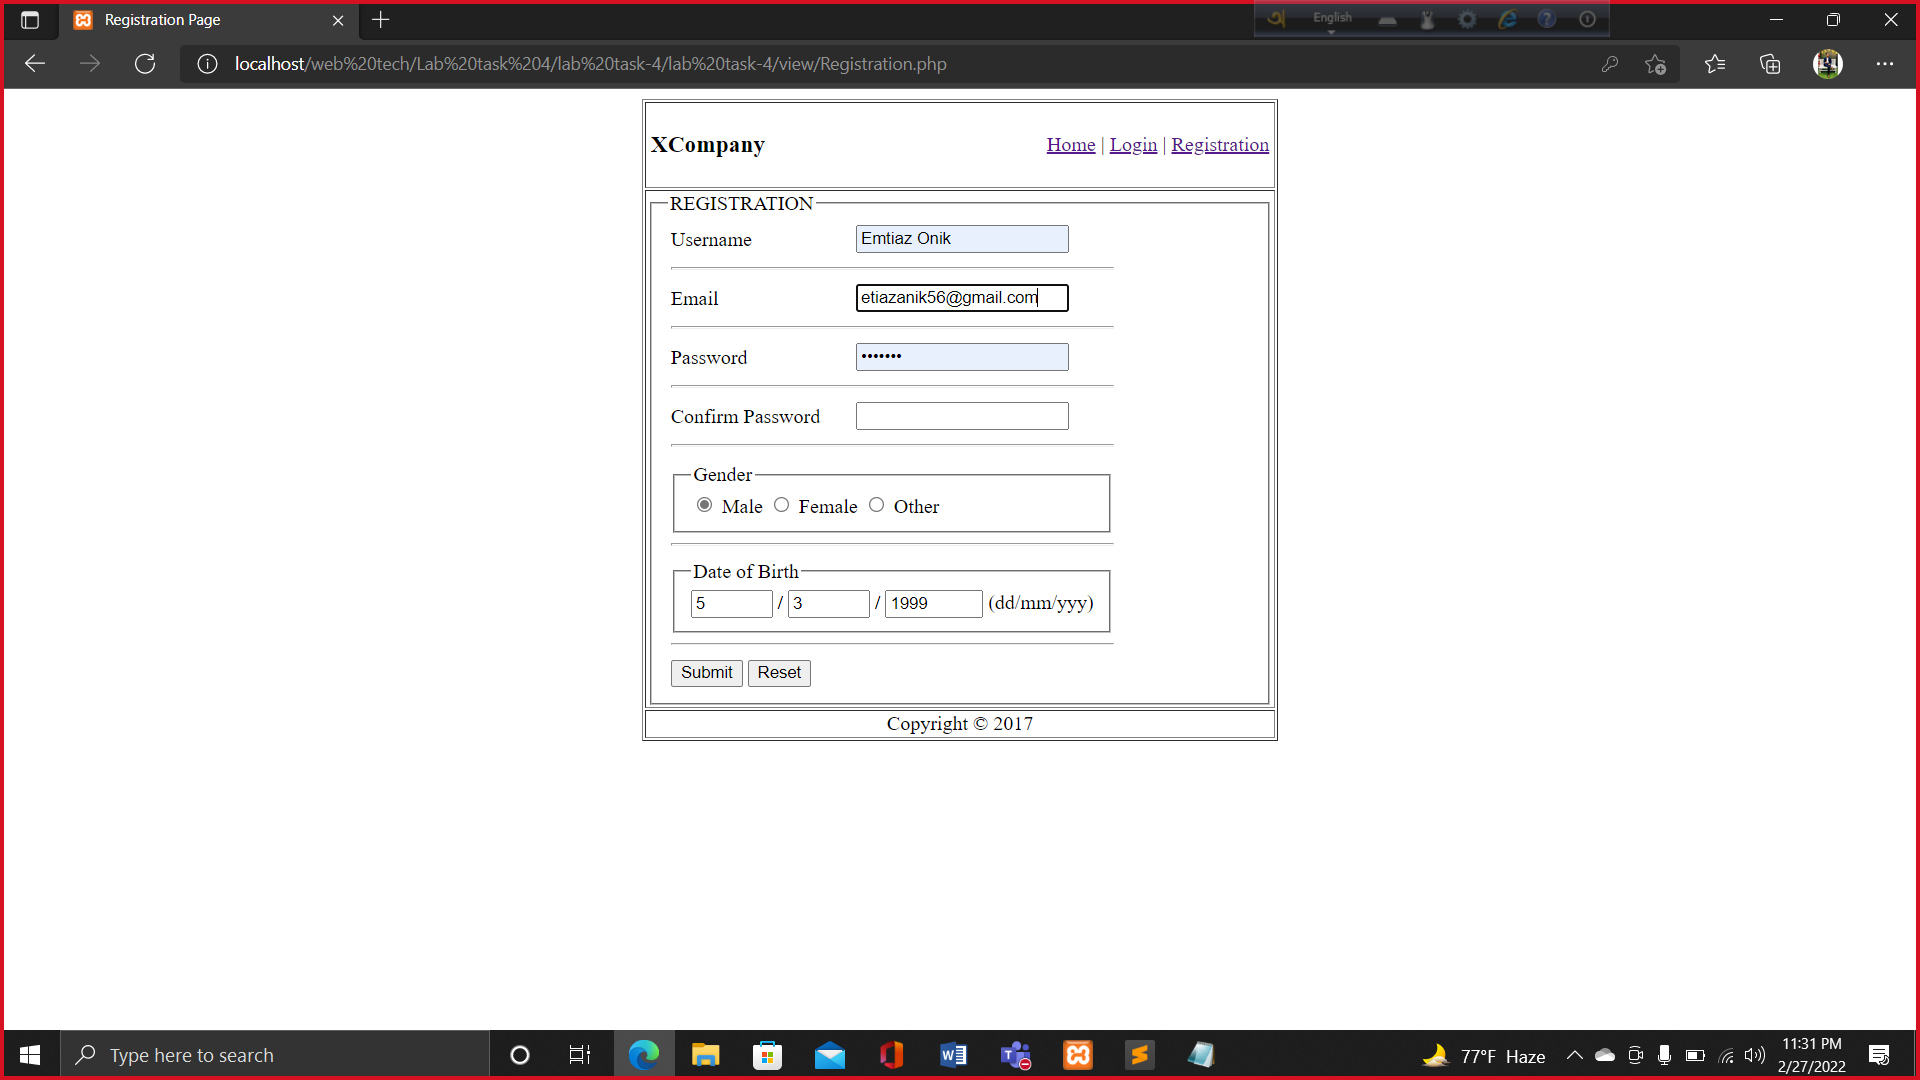 Registration Page
English
localhost/web%20tech/Lab%20task%204/lab%20task-4/lab%20task-4/view/Registration.php
XCompany
Home | Login | Registration
REGISTRATION
Username Emtiaz Onik
Email etiazanik56@gmail.com
Password •••••••
Confirm Password
Gender
Male Female Other
Date of Birth
5 / 3 / 1999 (dd/mm/yyy)
Submit Reset
Copyright © 2017
Type here to search
77°F Haze
11:31 PM
2/27/2022